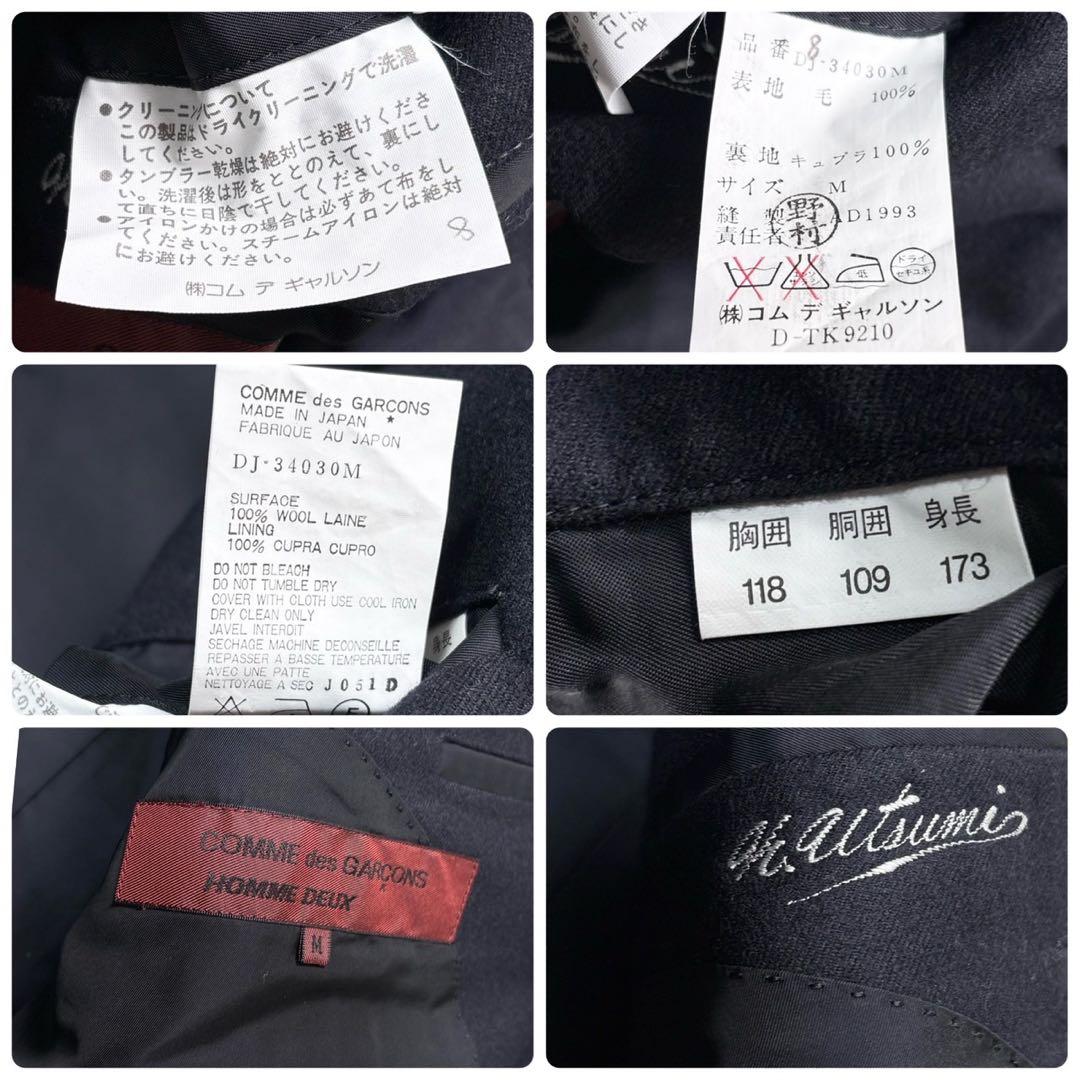 ●クリーニングについて
この製品はドライクリーニングで洗濯
してください。
●タンブラー乾燥は絶対にお避けくださ
い。洗濯後は形をととのえて、裏にし
て直ちに日陰で干してください。
●アイロンかけの場合は必ずあて布をし
てください。スチームアイロンは絶対
にお避けください。
8
㈱コム デ ギャルソン
8
品番 DJ-34030M
表地 毛 100%
裏地 キュプラ100%
サイズ M
縫製 AD1993
責任者 野村
低
ドライ
セキユ系
㈱コム デ ギャルソン
D-TK9210
COMME des GARCONS
MADE IN JAPAN ★
FABRIQUE AU JAPON
DJ-34030M
SURFACE
100% WOOL LAINE
LINING
100% CUPRA CUPRO
DO NOT BLEACH
DO NOT TUMBLE DRY
COVER WITH CLOTH USE COOL IRON
DRY CLEAN ONLY
JAVEL INTERDIT
SECHAGE MACHINE DECONSEILLE
REPASSER A BASSE TEMPERATURE
AVEC UNE PATTE
NETTOYAGE A SEC J051D
身長
胸囲 胴囲 身長
118 109 173
COMME des GARCONS
HOMME DEUX
M
K. Utsumi